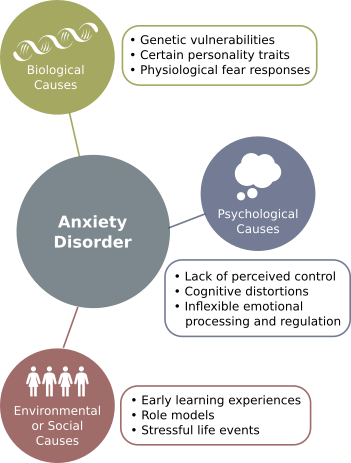 Biological
Causes
• Genetic vulnerabilities
• Certain personality traits
• Physiological fear responses
Anxiety
Disorder
Psychological
Causes
• Lack of perceived control
• Cognitive distortions
• Inflexible emotional
processing and regulation
Environmental
or Social
Causes
• Early learning experiences
• Role models
• Stressful life events